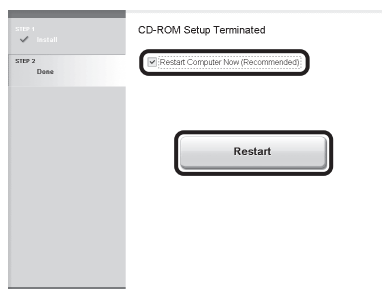 STEP 1
Install
STEP 2
Done
CD-ROM Setup Terminated
Restart Computer Now (Recommended)
Restart